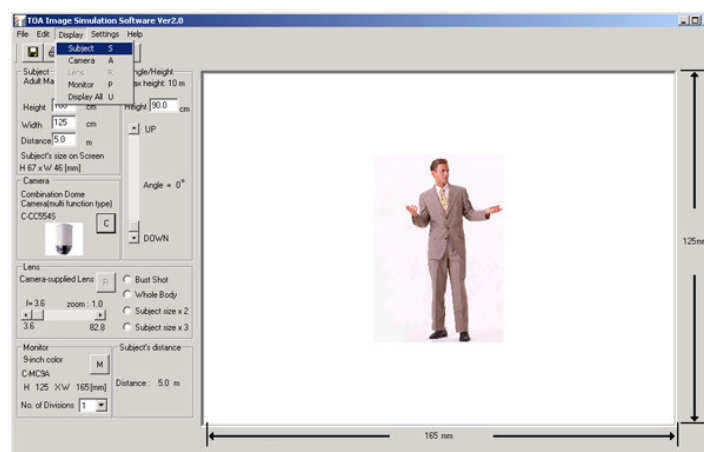 TOA Image Simulation Software Ver2.0
File Edit Display Settings Help
Subject S
Camera A
Lens R
Monitor P
Display All U
Subject
Adult Ma
Height cm
Width 125 cm
Distance 5.0 m
Subject's size on Screen
H 67 x W 46 [mm]
ngle/Height
ax height: 10 m
Height 90.0 cm
UP
Angle = 0°
DOWN
Camera
Combination Dome
Camera(multi function type)
C-CC554S
C
Lens
Camera-supplied Lens R
f= 3.6 zoom : 1.0
3.6 82.8
Bust Shot
Whole Body
Subject size x 2
Subject size x 3
Monitor
9-inch color
M
C-MC9A
H 125 X W 165 [mm]
No. of Divisions 1
Subject's distance
Distance : 5.0 m
125mm
165 mm